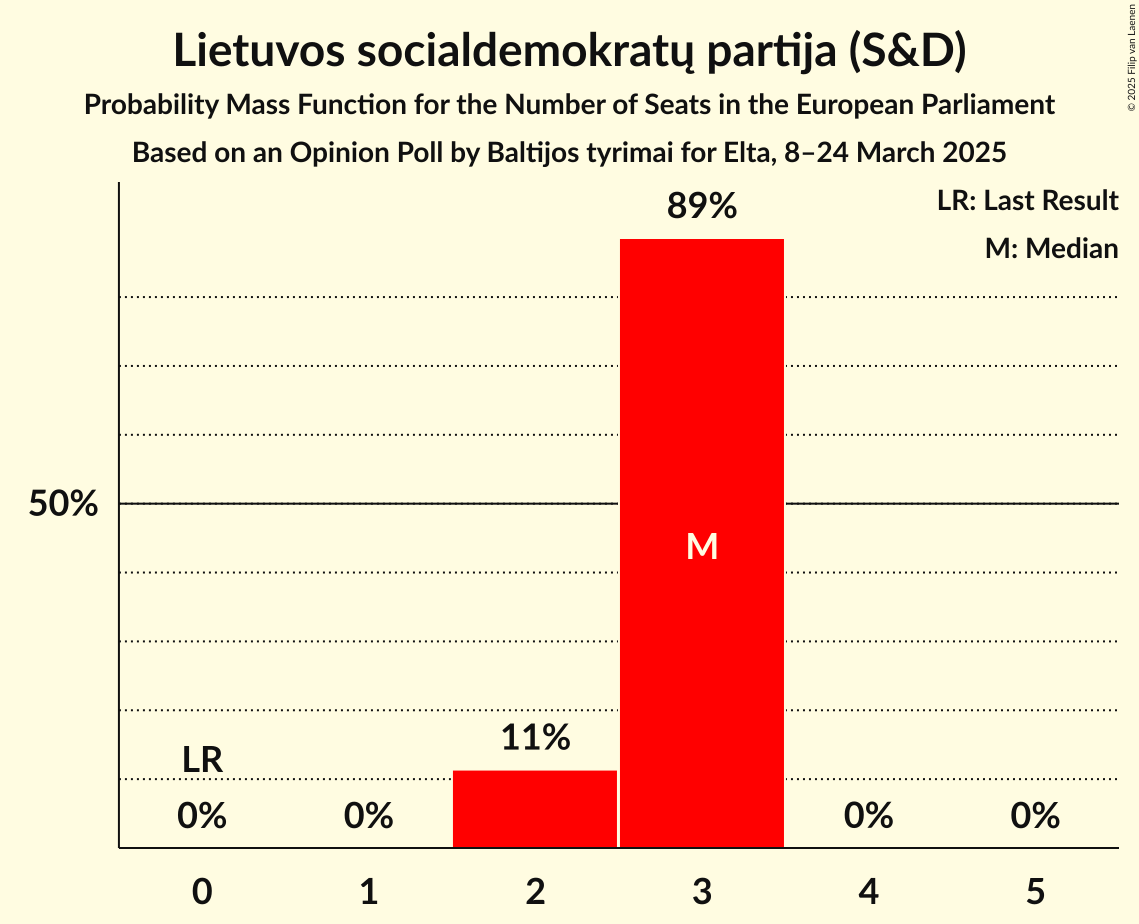 Lietuvos socialdemokratų partija (S&D)
Probability Mass Function for the Number of Seats in the European Parliament
Based on an Opinion Poll by Baltijos tyrimai for Elta, 8–24 March 2025
© 2025 Filip van Laenen
LR: Last Result
M: Median
89%
50%
M
11%
LR
0%
0%
0%
0%
0
1
2
3
4
5